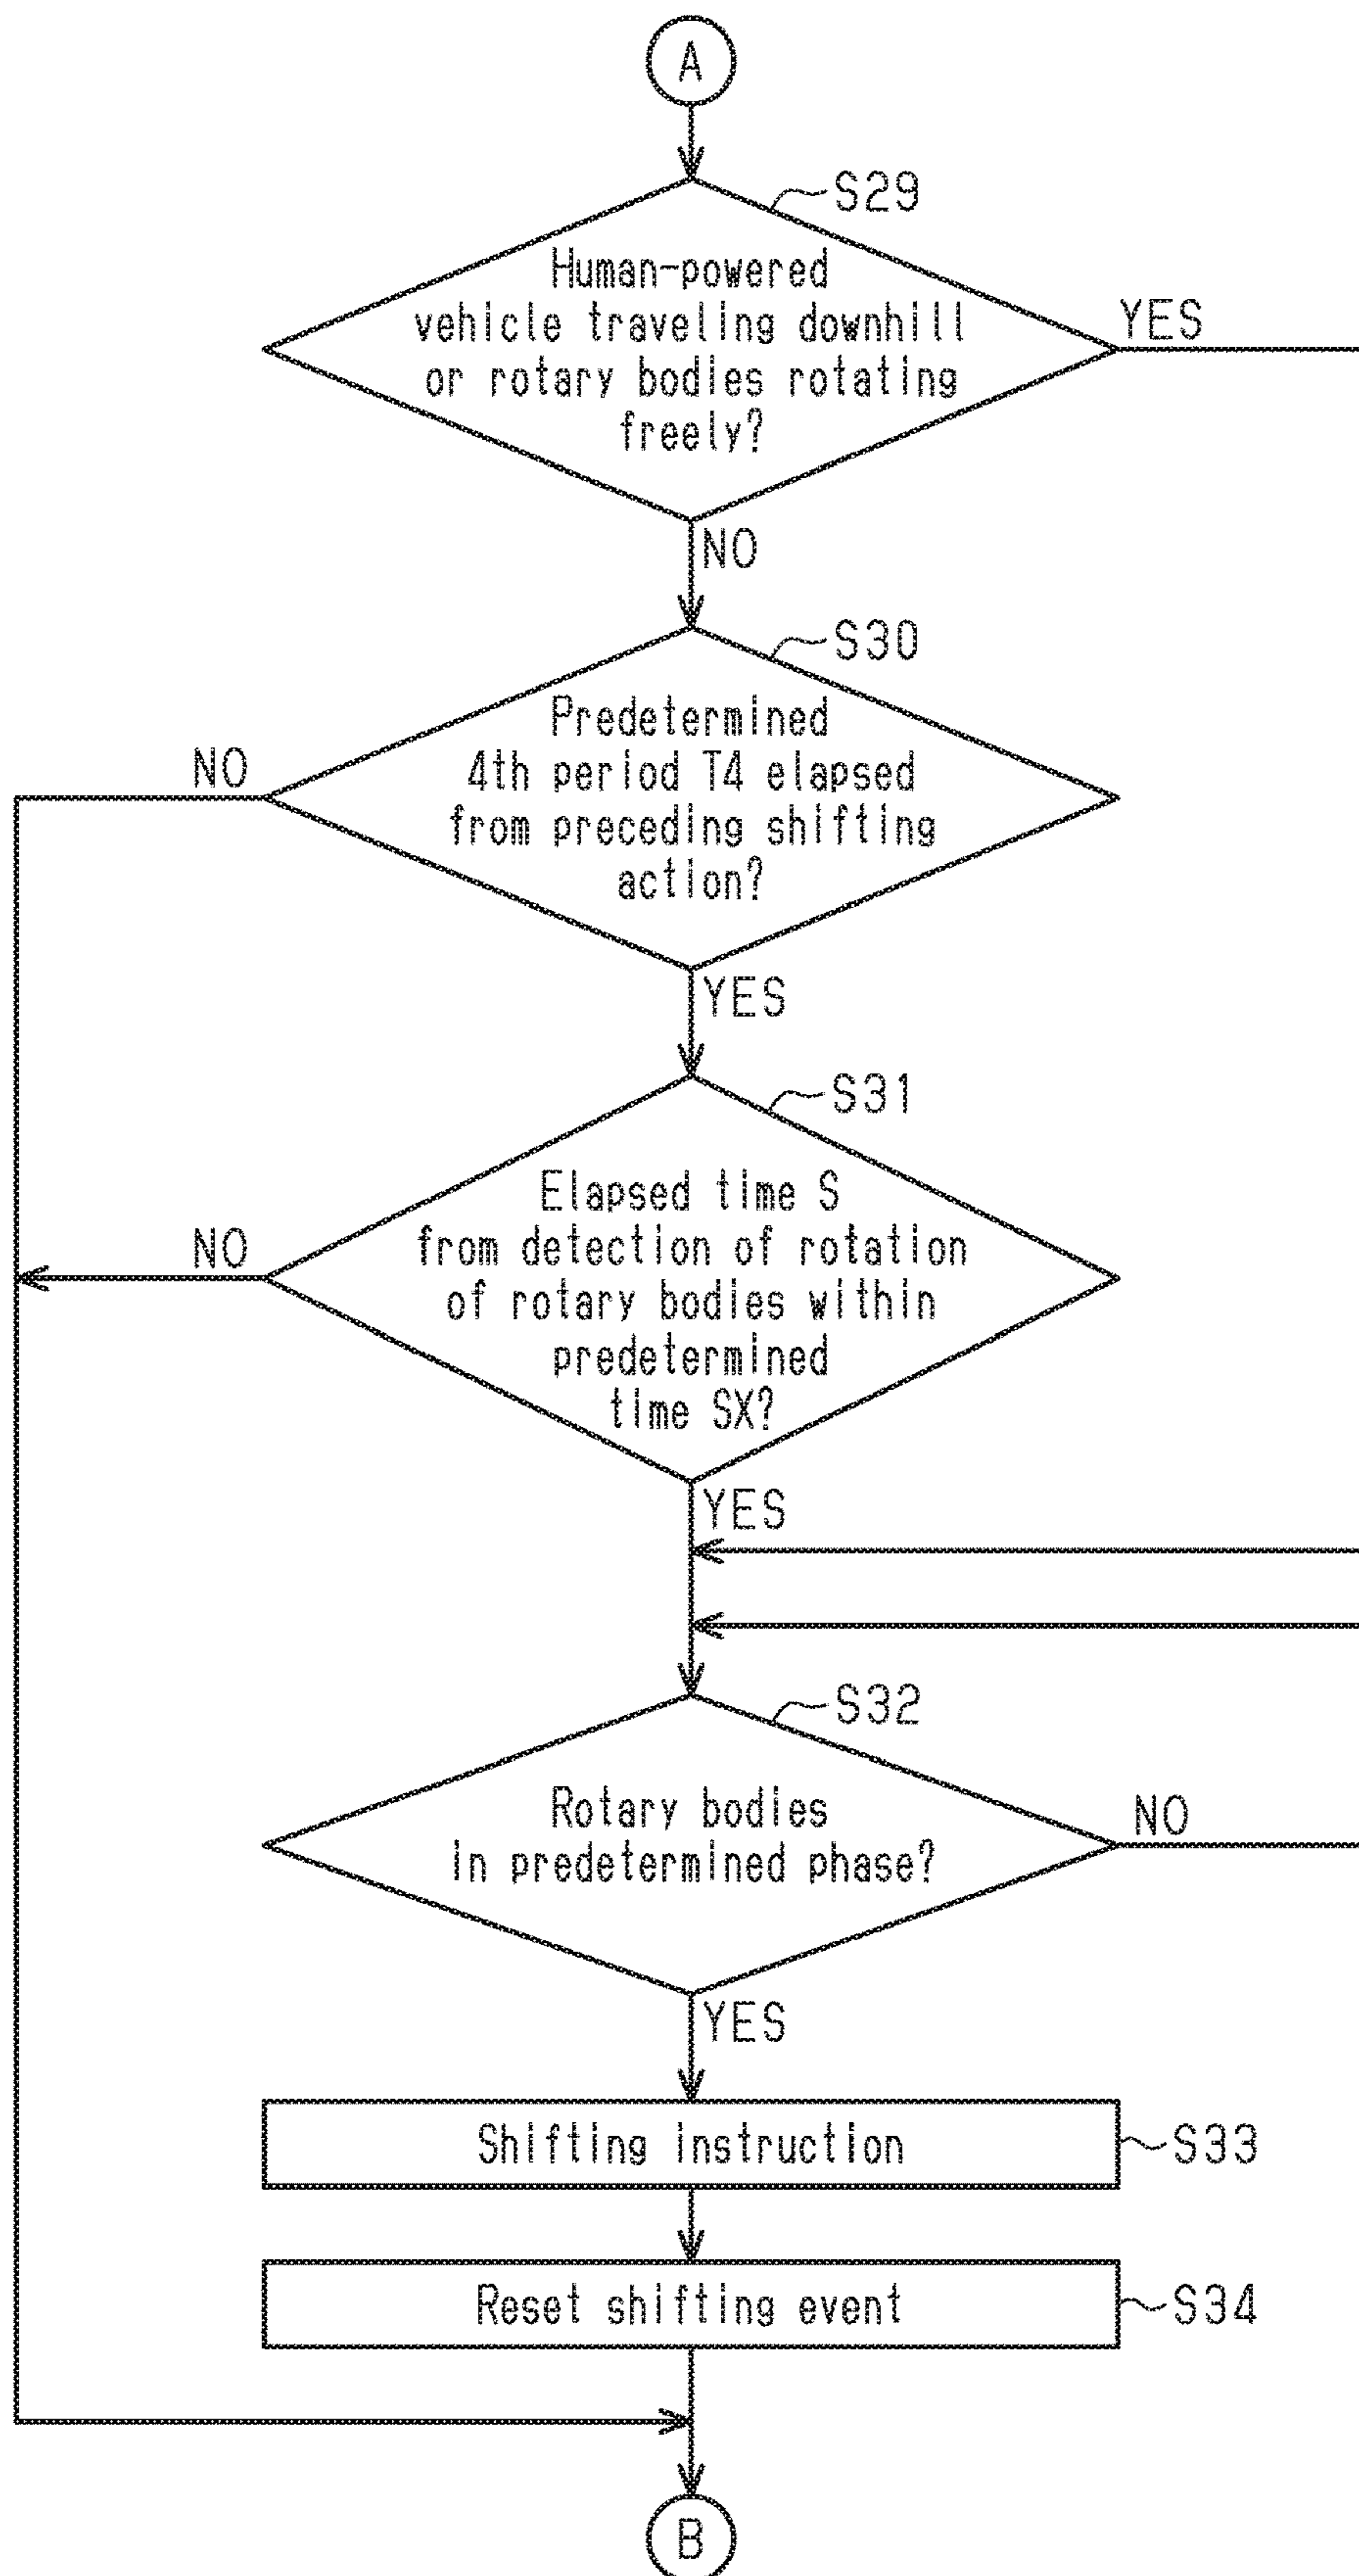 A
S29
Human-powered
vehicle traveling downhill
or rotary bodies rotating
freely?
YES
NO
S30
Predetermined
4th period T4 elapsed
from preceding shifting
action?
NO
YES
S31
Elapsed time S
from detection of rotation
of rotary bodies within
predetermined
time SX?
NO
YES
S32
Rotary bodies
in predetermined phase?
NO
YES
Shifting instruction
S33
Reset shifting event
S34
B